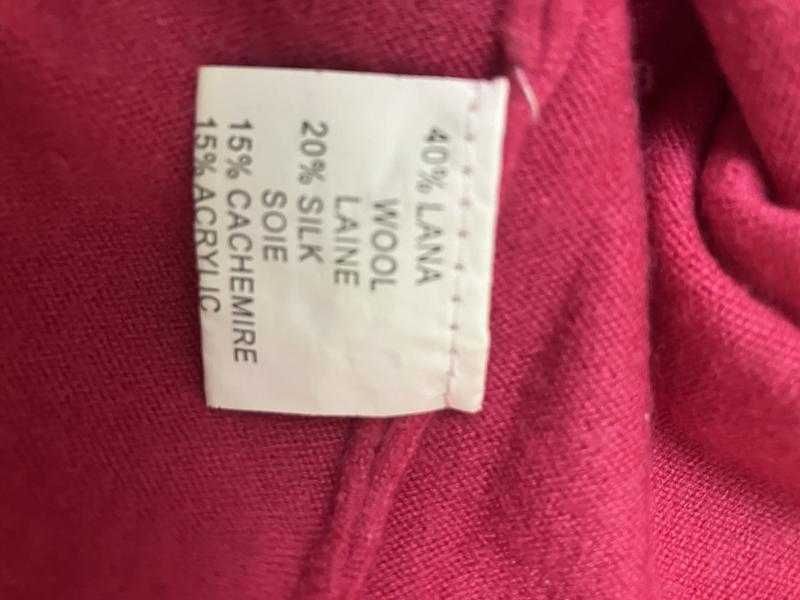 40% LANA
WOOL
LAINE
20% SILK
SOIE
15% CACHEMIRE
15% ACRYLIC